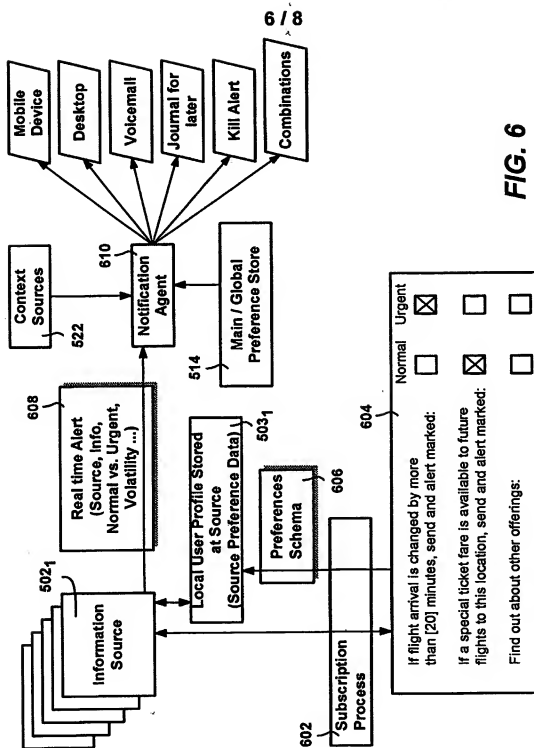 6 / 8
Mobile
Device
Desktop
Voicemail
Journal for
later
Kill Alert
Combinations
Context
Sources
522
610
Notification
Agent
514
Main / Global
Preference Store
608
Real time Alert
(Source, Info,
Normal vs. Urgent,
Volatility ...)
502₁
Information
Source
Local User Profile Stored
at Source
(Source Preference Data)
503₁
Preferences
Schema
606
602
Subscription
Process
604
Normal
Urgent
If flight arrival is changed by more
than [20] minutes, send and alert marked:
If a special ticket fare is available to future
flights to this location, send and alert marked:
Find out about other offerings:
FIG. 6